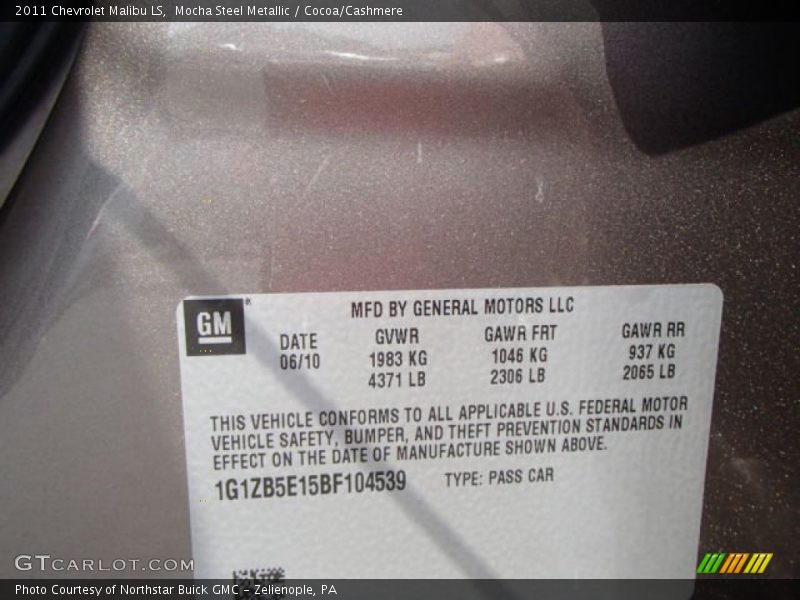 2011 Chevrolet Malibu LS, Mocha Steel Metallic / Cocoa/Cashmere
GM
MFD BY GENERAL MOTORS LLC
DATE GVWR GAWR FRT GAWR RR
06/10 1983 KG 1046 KG 937 KG
4371 LB 2306 LB 2065 LB
THIS VEHICLE CONFORMS TO ALL APPLICABLE U.S. FEDERAL MOTOR
VEHICLE SAFETY, BUMPER, AND THEFT PREVENTION STANDARDS IN
EFFECT ON THE DATE OF MANUFACTURE SHOWN ABOVE.
1G1ZB5E15BF104539 TYPE: PASS CAR
GTCARLOT.COM
Photo Courtesy of Northstar Buick GMC - Zelienople, PA